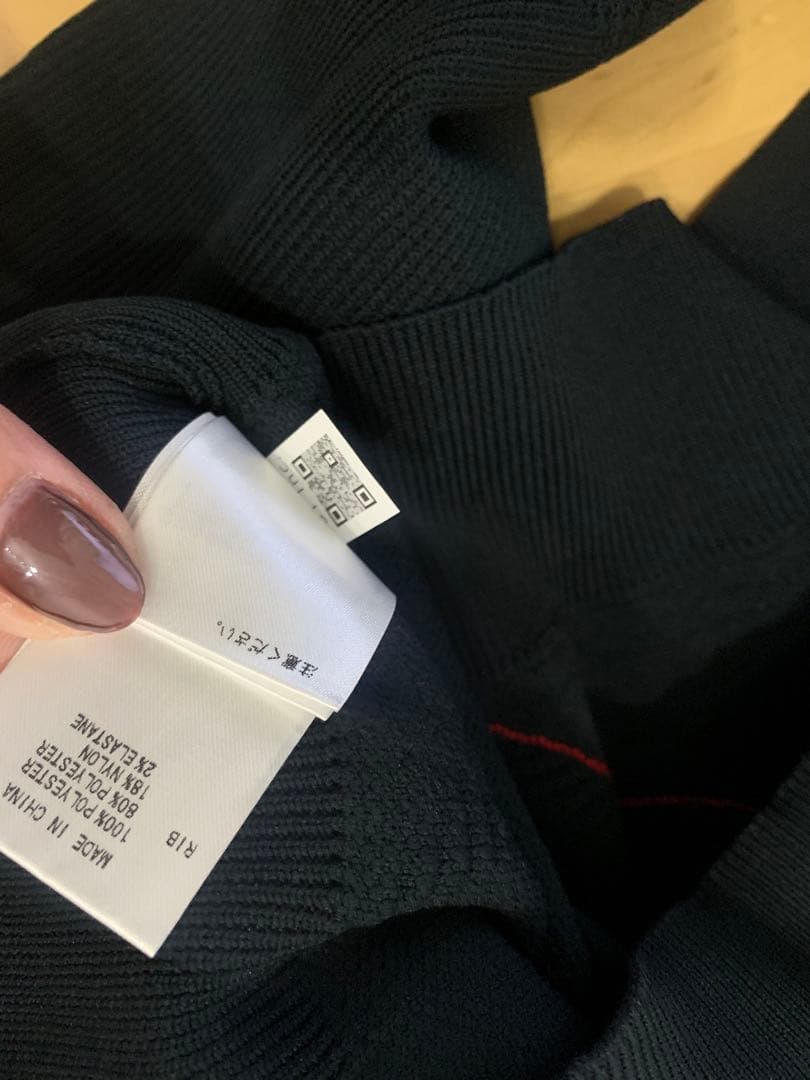 注意ください。
MADE IN CHINA
100% POLYESTER
RIB
80% POLYESTER
18% NYLON
2% ELASTANE